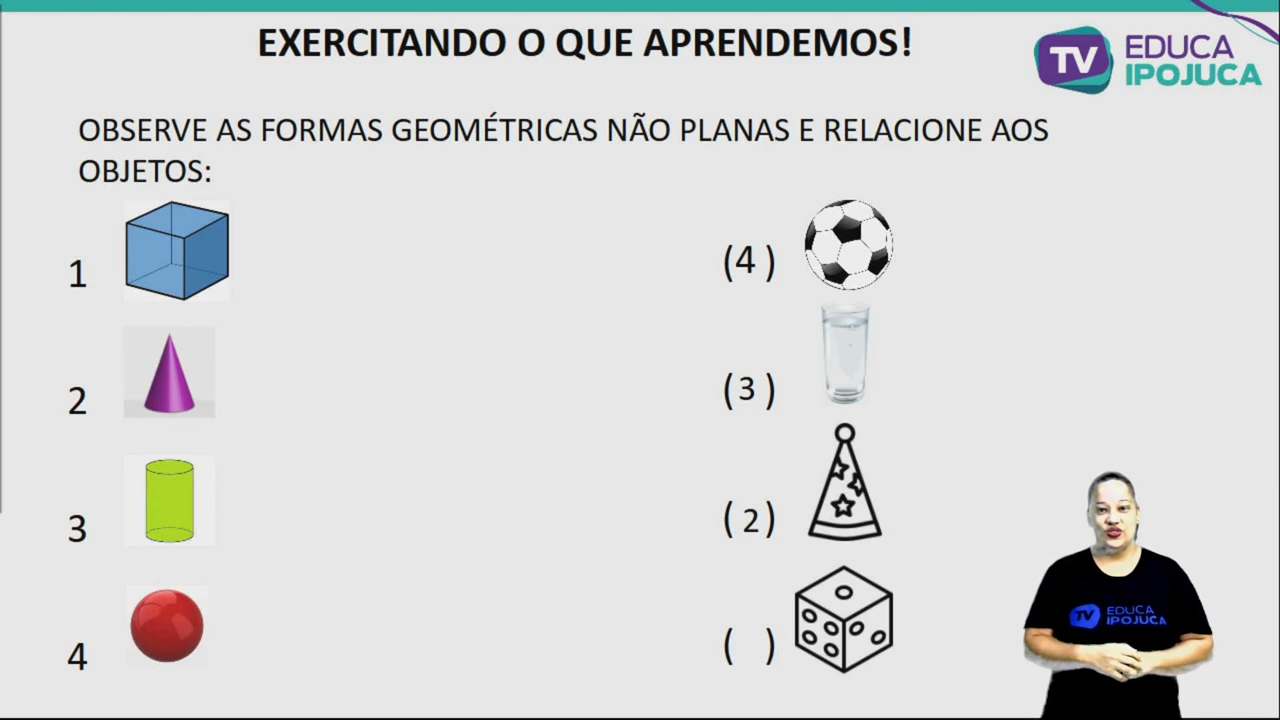 EXERCITANDO O QUE APRENDEMOS!
TV EDUCA
IPOJUCA
OBSERVE AS FORMAS GEOMÉTRICAS NÃO PLANAS E RELACIONE AOS
OBJETOS:
1
(4 )
2
( 3 )
3
( 2 )
4
(   )
TV EDUCA
IPOJUCA